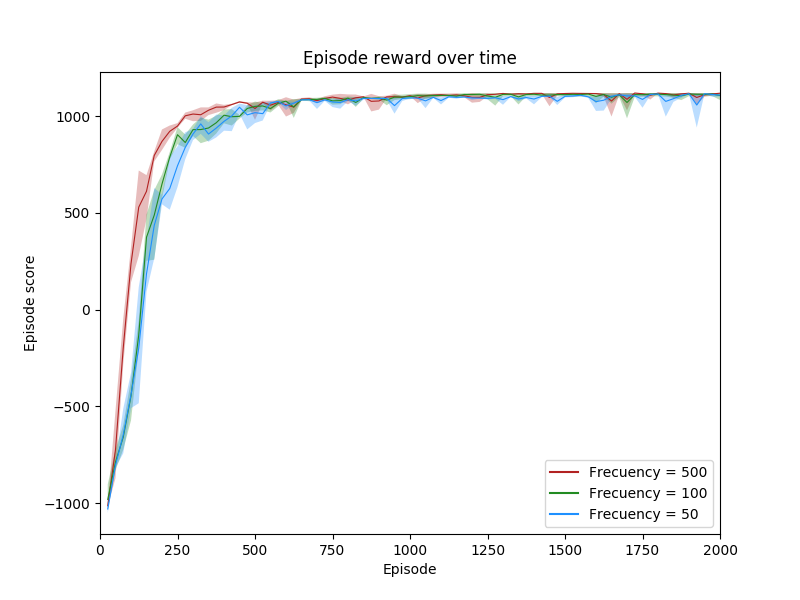 Episode reward over time
Episode score
1000
500
0
−500
−1000
0
250
500
750
1000
1250
1500
1750
2000
Episode
Frecuency = 500
Frecuency = 100
Frecuency = 50